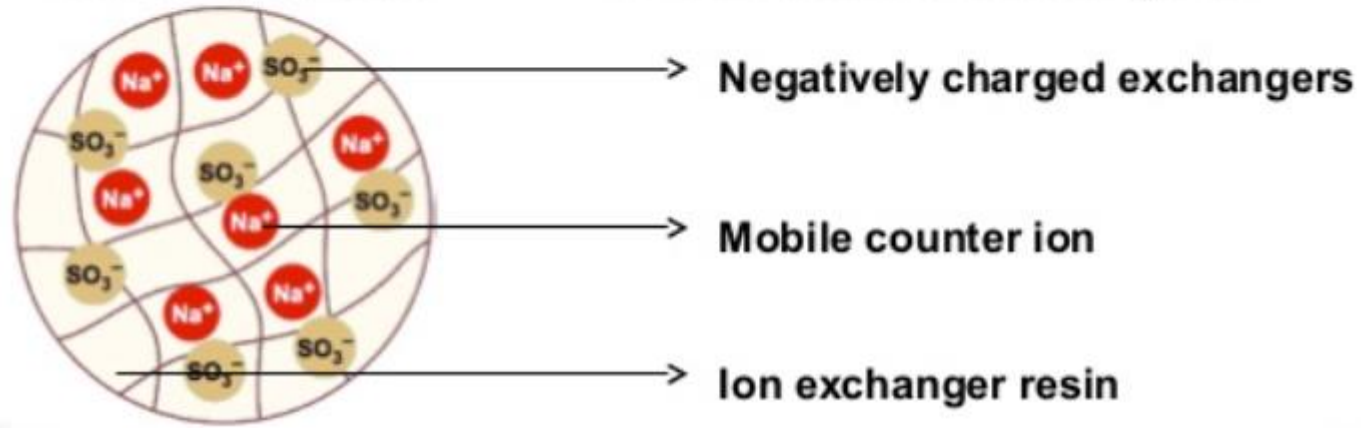 Na⁺ Na⁺ SO₃⁻
Negatively charged exchangers
SO₃⁻ Na⁺
SO₃⁻
Na⁺ SO₃⁻
Na⁺
Mobile counter ion
SO₃⁻
Na⁺ Na⁺
SO₃⁻
SO₃⁻
Ion exchanger resin